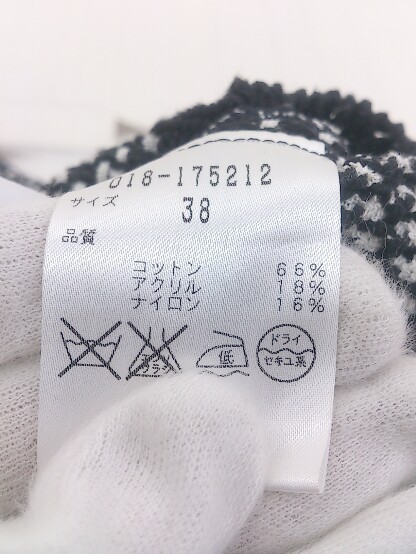 018-175212
サイズ 38
品質
コットン 66%
アクリル 18%
ナイロン 16%
低
ドライ
セキユ系